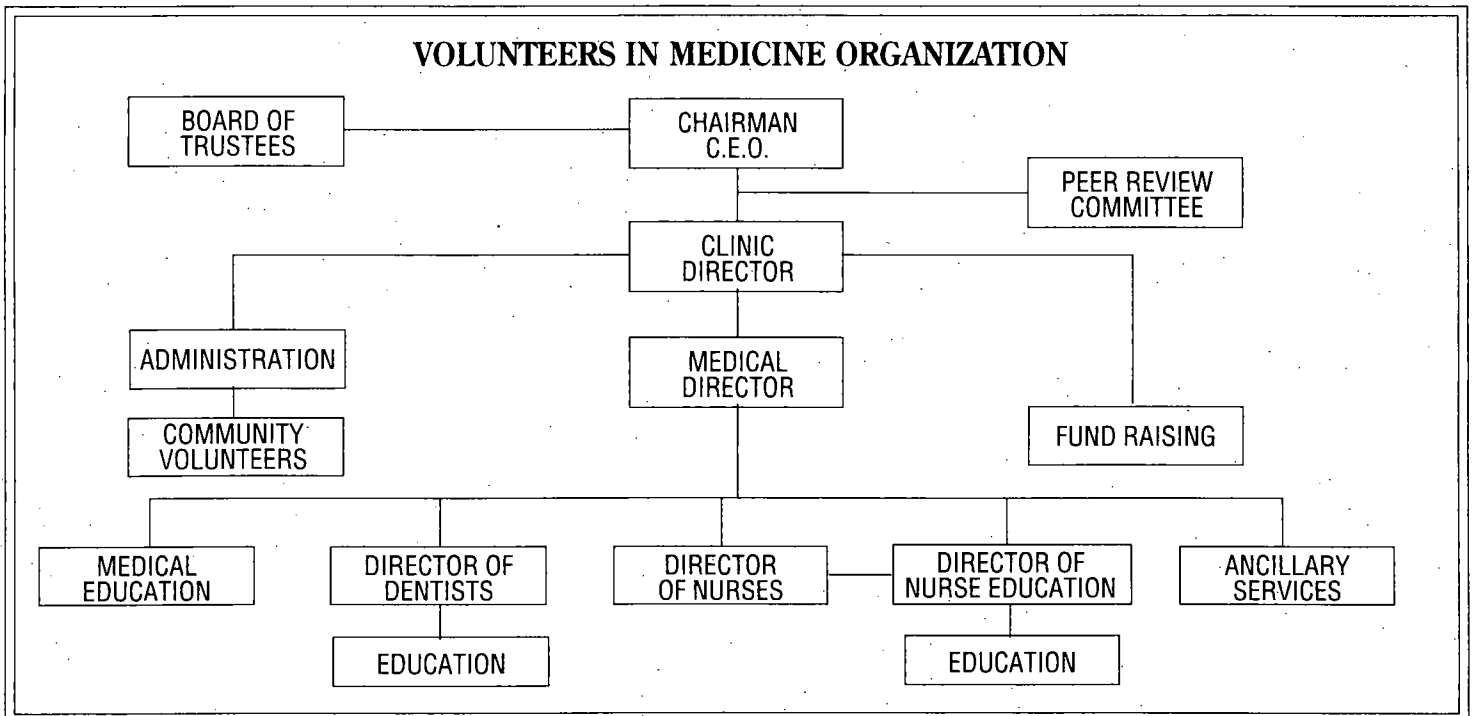 VOLUNTEERS IN MEDICINE ORGANIZATION
BOARD OF
TRUSTEES
CHAIRMAN
C.E.O.
PEER REVIEW
COMMITTEE
CLINIC
DIRECTOR
ADMINISTRATION
MEDICAL
DIRECTOR
COMMUNITY
VOLUNTEERS
FUND RAISING
MEDICAL
EDUCATION
DIRECTOR OF
DENTISTS
DIRECTOR
OF NURSES
DIRECTOR OF
NURSE EDUCATION
ANCILLARY
SERVICES
EDUCATION
EDUCATION